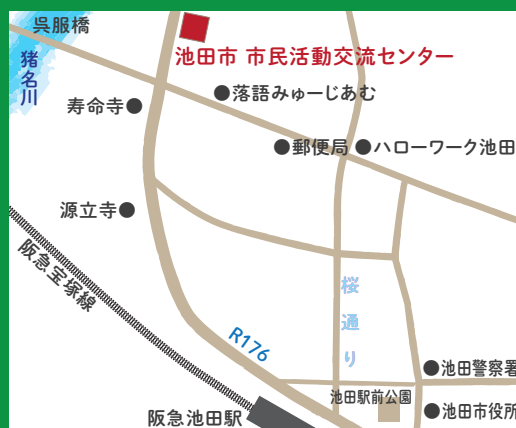 呉服橋
猪名川
池田市 市民活動交流センター
落語みゅーじあむ
寿命寺
郵便局
ハローワーク池田
源立寺
阪急宝塚線
桜通り
R176
池田警察署
池田駅前公園
池田市役所
阪急池田駅